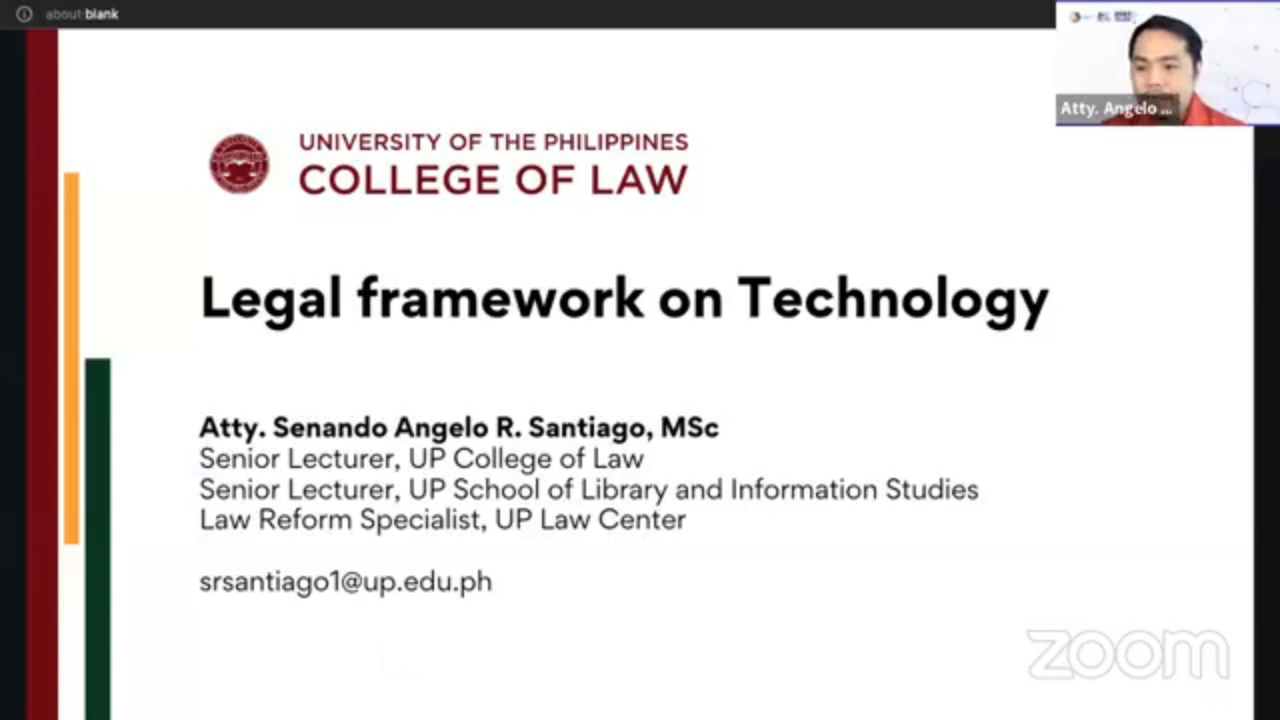 about:blank
Atty. Angelo ...
UNIVERSITY OF THE PHILIPPINES
COLLEGE OF LAW
Legal framework on Technology
Atty. Senando Angelo R. Santiago, MSc
Senior Lecturer, UP College of Law
Senior Lecturer, UP School of Library and Information Studies
Law Reform Specialist, UP Law Center
srsantiago1@up.edu.ph
zoom